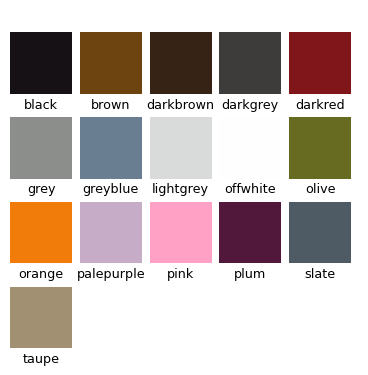 black brown darkbrown darkgrey darkred
grey greyblue lightgrey offwhite olive
orange palepurple pink plum slate
taupe